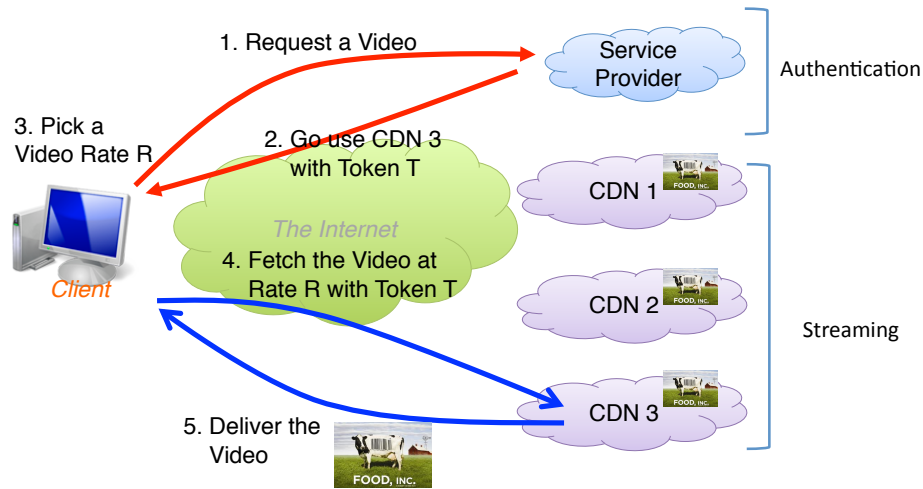 1. Request a Video
Service
Provider
Authentication
3. Pick a
Video Rate R
2. Go use CDN 3
with Token T
CDN 1
FOOD, INC.
The Internet
4. Fetch the Video at
Rate R with Token T
Client
CDN 2
FOOD, INC.
Streaming
CDN 3
FOOD, INC.
5. Deliver the
Video
FOOD, INC.